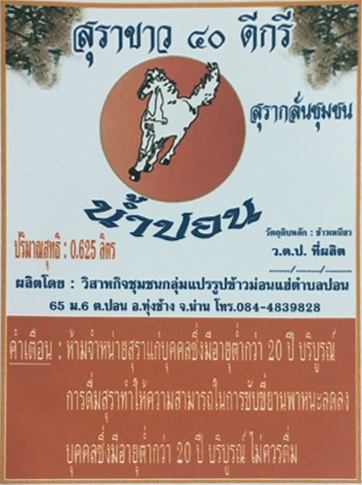 สุราขาว ๔๐ ดีกรี
สุรากลั่นชุมชน
น้ำปอน
วัตถุดิบหลัก : ข้าวเหนียว
ปริมาณสุทธิ : 0.625 ลิตร
ว.ด.ป. ที่ผลิต
......../........../..........
ผลิตโดย : วิสาหกิจชุมชนกลุ่มแปรรูปข้าวม่อนแฮ่ตำบลปอน
65 ม.6 ต.ปอน อ.ทุ่งช้าง จ.น่าน โทร.084-4839828
คำเตือน : ห้ามจำหน่ายสุราแก่บุคคลซึ่งมีอายุต่ำกว่า 20 ปี บริบูรณ์
การดื่มสุราทำให้ความสามารถในการขับขี่ยานพาหนะลดลง
บุคคลซึ่งมีอายุต่ำกว่า 20 ปี บริบูรณ์ ไม่ควรดื่ม